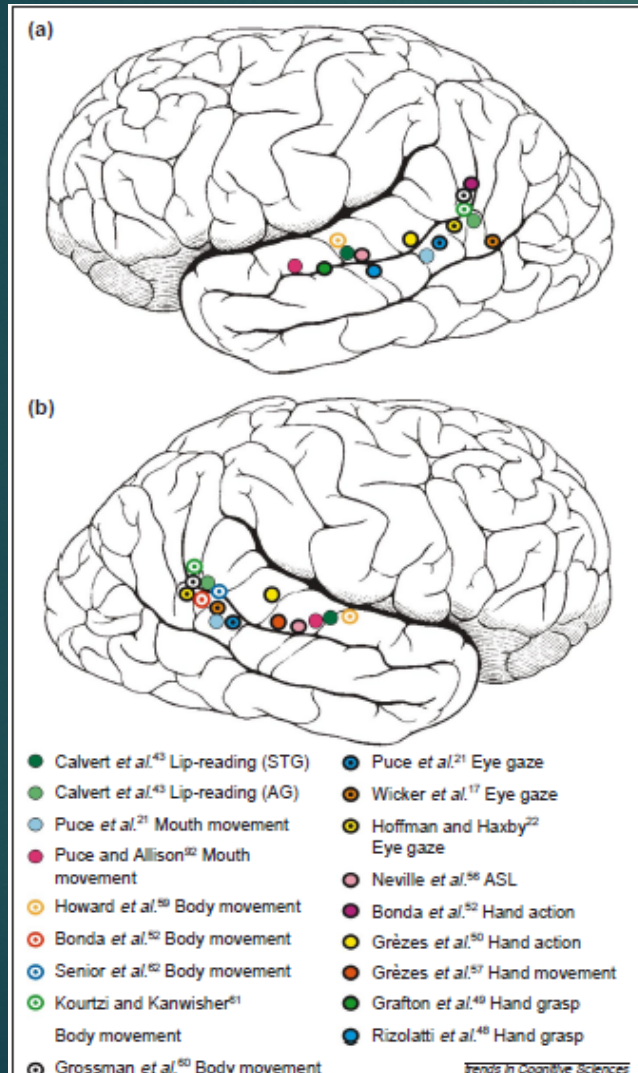 (a)
(b)
Calvert et al.43 Lip-reading (STG)
Calvert et al.43 Lip-reading (AG)
Puce et al.21 Mouth movement
Puce and Allison92 Mouth
movement
Howard et al.59 Body movement
Bonda et al.52 Body movement
Senior et al.62 Body movement
Kourtzi and Kanwisher61
Body movement
Grossman et al.60 Body movement
Puce et al.21 Eye gaze
Wicker et al.17 Eye gaze
Hoffman and Haxby22
Eye gaze
Neville et al.56 ASL
Bonda et al.52 Hand action
Grèzes et al.50 Hand action
Grèzes et al.57 Hand movement
Grafton et al.49 Hand grasp
Rizolatti et al.48 Hand grasp
trends in Cognitive Sciences